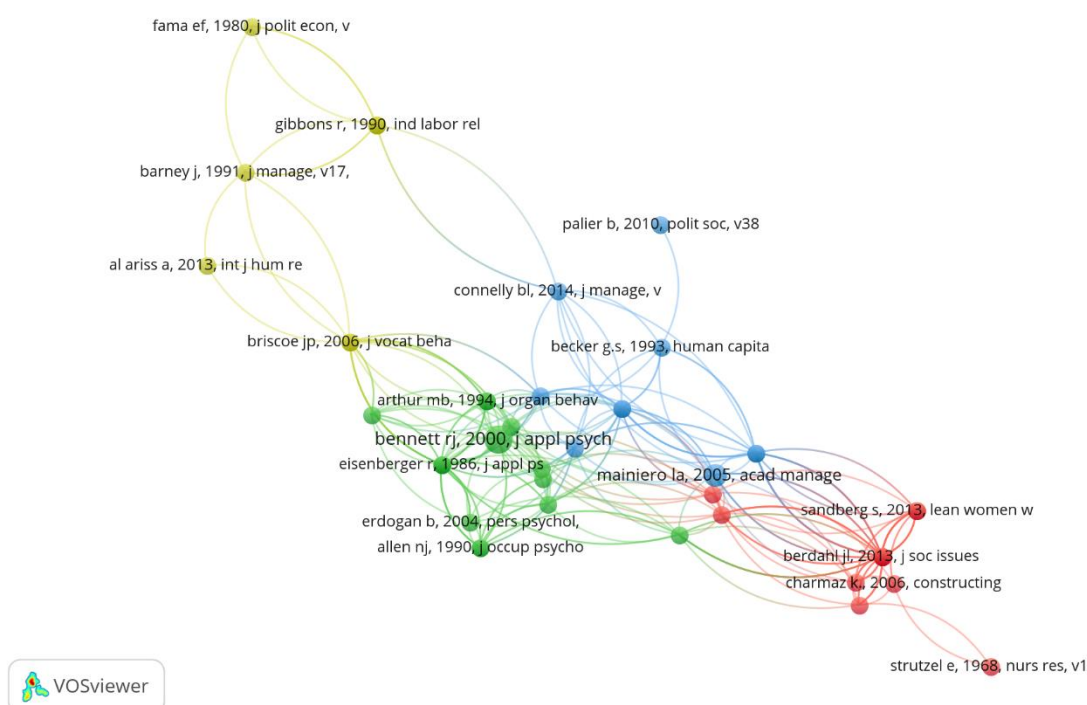 fama ef, 1980, j polit econ, v
gibbons r, 1990, ind labor rel
barney j, 1991, j manage, v17,
palier b, 2010, polit soc, v38
al ariss a, 2013, int j hum re
connelly bl, 2014, j manage, v
briscoe jp, 2006, j vocat beha
becker g.s, 1993, human capita
arthur mb, 1994, j organ behav
bennett rj, 2000, j appl psych
eisenberger r, 1986, j appl ps
mainiero la, 2005, acad manage
sandberg s, 2013, lean women w
erdogan b, 2004, pers psychol,
allen nj, 1990, j occup psycho
berdahl jl, 2013, j soc issues
charmaz k., 2006, constructing
strutzel e, 1968, nurs res, v1
VOSviewer